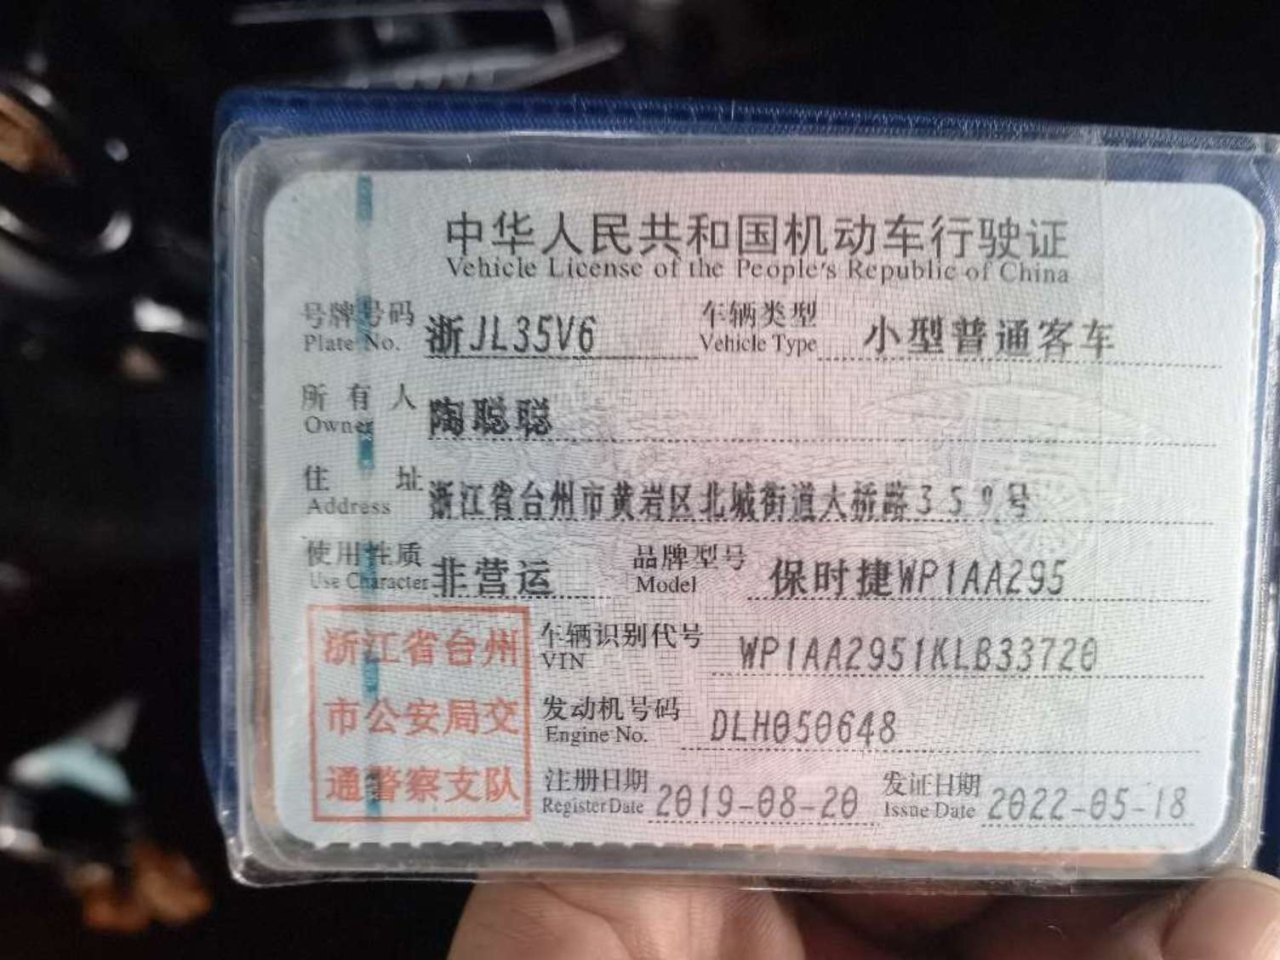 中华人民共和国机动车行驶证
Vehicle License of the People's Republic of China
号牌号码 浙JL35V6 车辆类型 小型普通客车
Plate No. Vehicle Type
所有人 陶聪聪
Owner
住址 浙江省台州市黄岩区北城街道大桥路359号
Address
使用性质 非营运 品牌型号 保时捷WP1AA295
Use Character Model
浙江省台州
市公安局交
通警察支队
车辆识别代号 WP1AA2951KLB33720
VIN
发动机号码 DLH050648
Engine No.
注册日期 2019-08-20 发证日期 2022-05-18
Register Date Issue Date